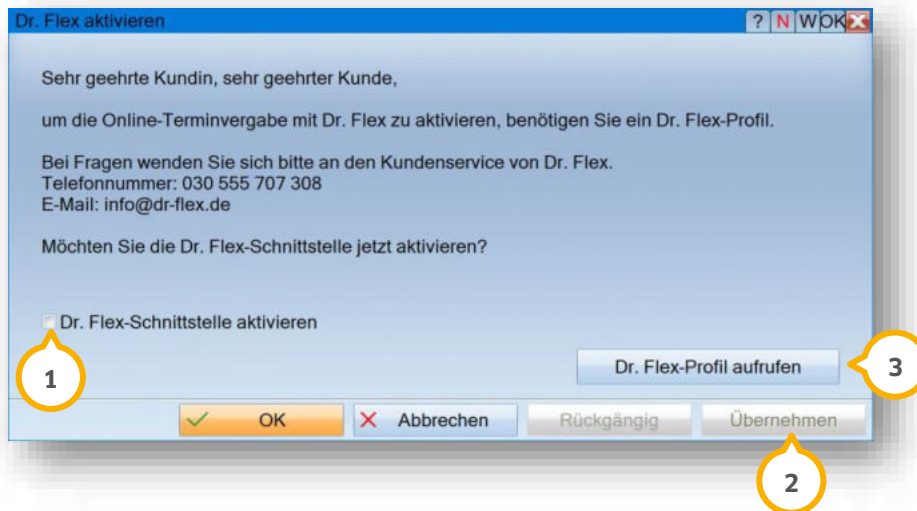 Dr. Flex aktivieren
? N W OK X
Sehr geehrte Kundin, sehr geehrter Kunde,
um die Online-Terminvergabe mit Dr. Flex zu aktivieren, benötigen Sie ein Dr. Flex-Profil.
Bei Fragen wenden Sie sich bitte an den Kundenservice von Dr. Flex.
Telefonnummer: 030 555 707 308
E-Mail: info@dr-flex.de
Möchten Sie die Dr. Flex-Schnittstelle jetzt aktivieren?
Dr. Flex-Schnittstelle aktivieren
1
Dr. Flex-Profil aufrufen
3
OK
Abbrechen
Rückgängig
Übernehmen
2